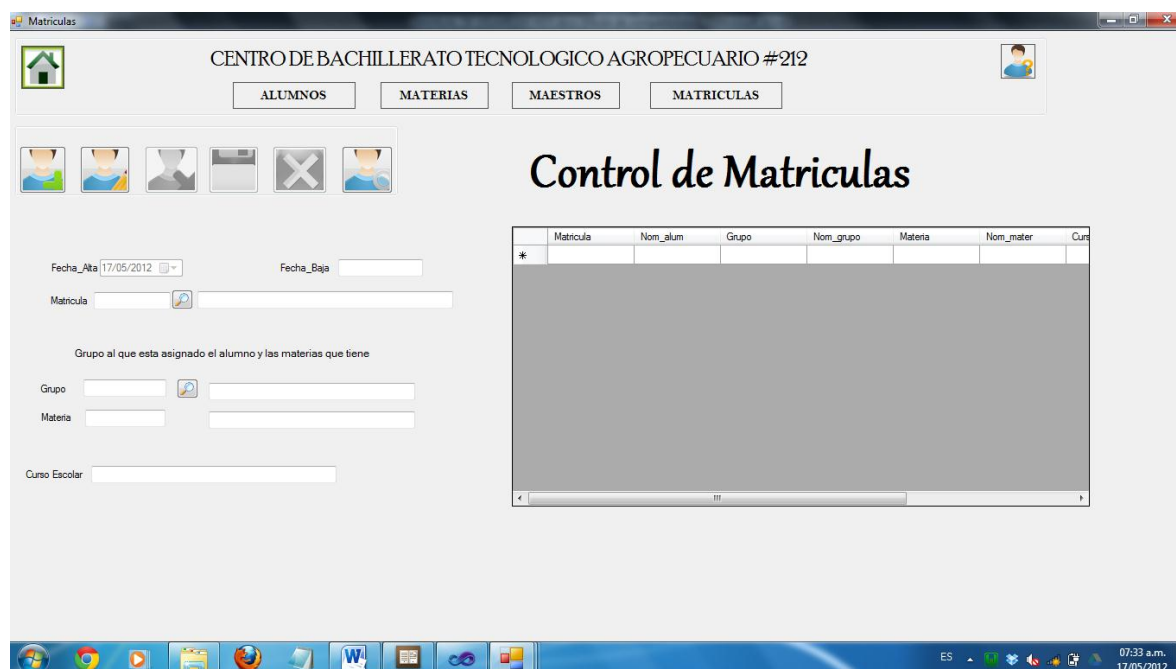 Matriculas
CENTRO DE BACHILLERATO TECNOLOGICO AGROPECUARIO #212
ALUMNOS MATERIAS MAESTROS MATRICULAS
Control de Matriculas
Matricula Nom_alum Grupo Nom_grupo Materia Nom_mater Curs
Fecha_Alta 17/05/2012 Fecha_Baja
Matricula
Grupo al que esta asignado el alumno y las materias que tiene
Grupo
Materia
Curso Escolar
ES 07:33 a.m.
17/05/2012